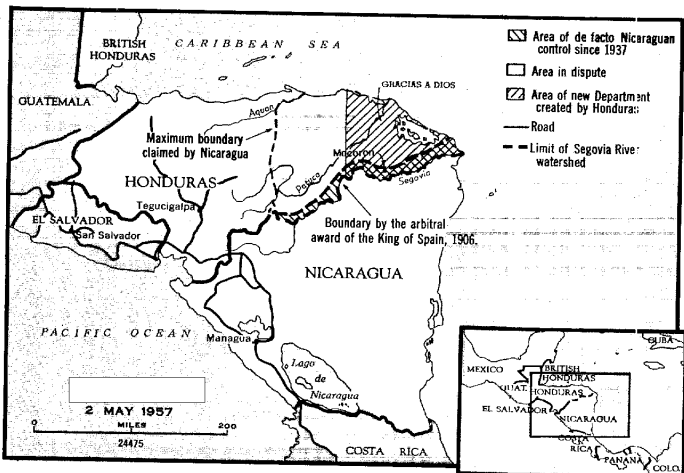 BRITISH
HONDURAS
CARIBBEAN SEA
GUATEMALA
GRACIAS A DIOS
Area of de facto Nicaraguan
control since 1937
Area in dispute
Area of new Department
created by Honduras
Road
Limit of Segovia River
watershed
Aguan
Maximum boundary
claimed by Nicaragua
Mocoron
Patuca
Segovia
HONDURAS
Tegucigalpa
EL SALVADOR
San Salvador
Boundary by the arbitral
award of the King of Spain, 1906.
NICARAGUA
PACIFIC OCEAN
Managua
Lago
de
Nicaragua
2 MAY 1957
MILES
0 200
24475
COSTA RICA
CUBA
MEXICO
BRITISH
HONDURAS
GUAT.
HONDURAS
EL SALVADOR
NICARAGUA
COSTA
RICA
PANAMA
COLO.